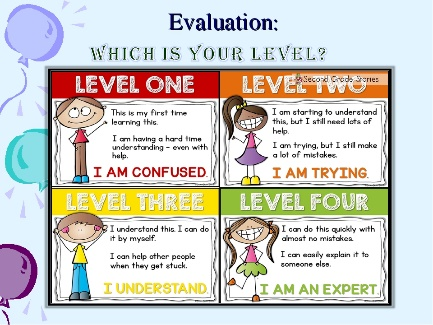 Evaluation:
WHICH IS YOUR LEVEL?
LEVEL ONE
This is my first time
learning this.
I am having a hard time
understanding - even with
help.
I AM CONFUSED.
LEVEL TWO
Second Grade Stories
I am starting to understand
this, but I still need lots of
help.
I am trying, but I still make
a lot of mistakes.
I AM TRYING.
LEVEL THREE
I understand this. I can do
it by myself.
I can help other people
when they get stuck.
I UNDERSTAND.
LEVEL FOUR
I can do this quickly with
almost no mistakes.
I can easily explain it to
someone else.
I AM AN EXPERT.